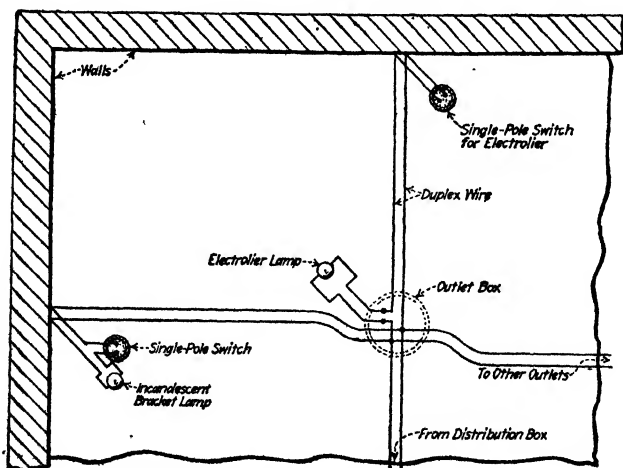 Walls
Single-Pole Switch
for Electrolier
Duplex Wire
Electrolier Lamp
Outlet Box
Single-Pole Switch
Incandescent
Bracket Lamp
To Other Outlets
From Distribution Box